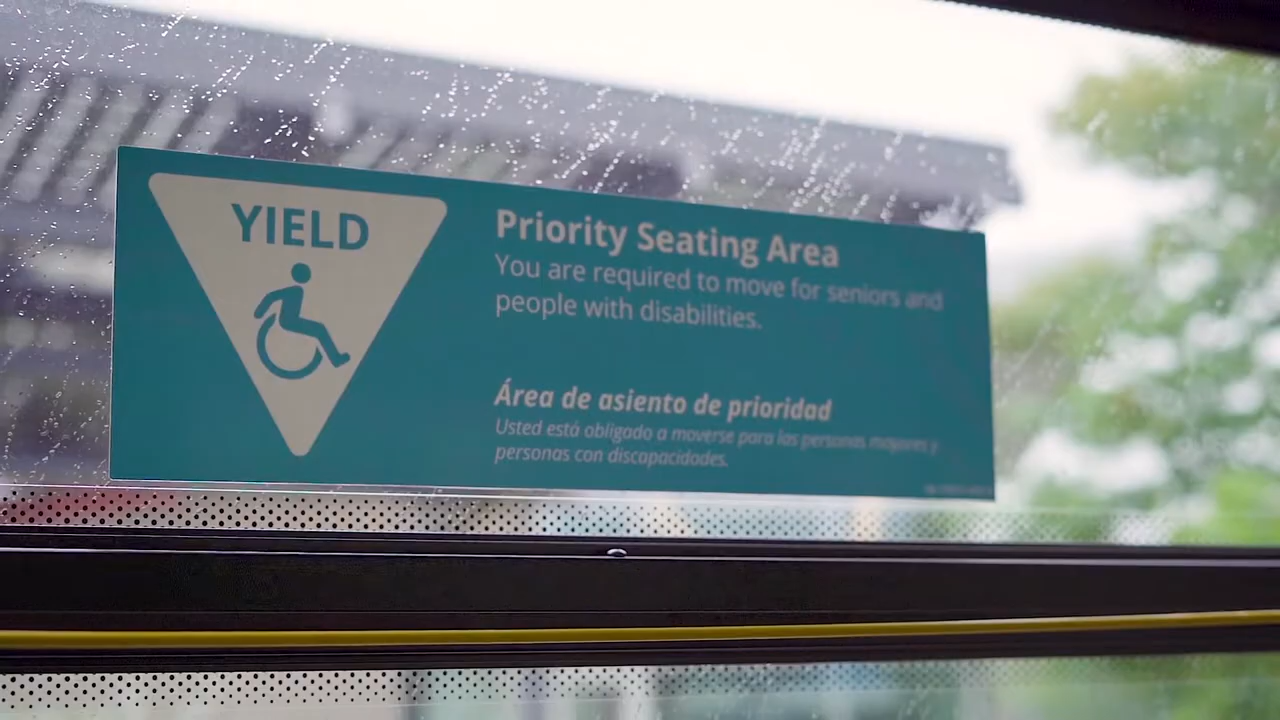 YIELD
Priority Seating Area
You are required to move for seniors and
people with disabilities.
Área de asiento de prioridad
Usted está obligado a moverse para las personas mayores y
personas con discapacidades.